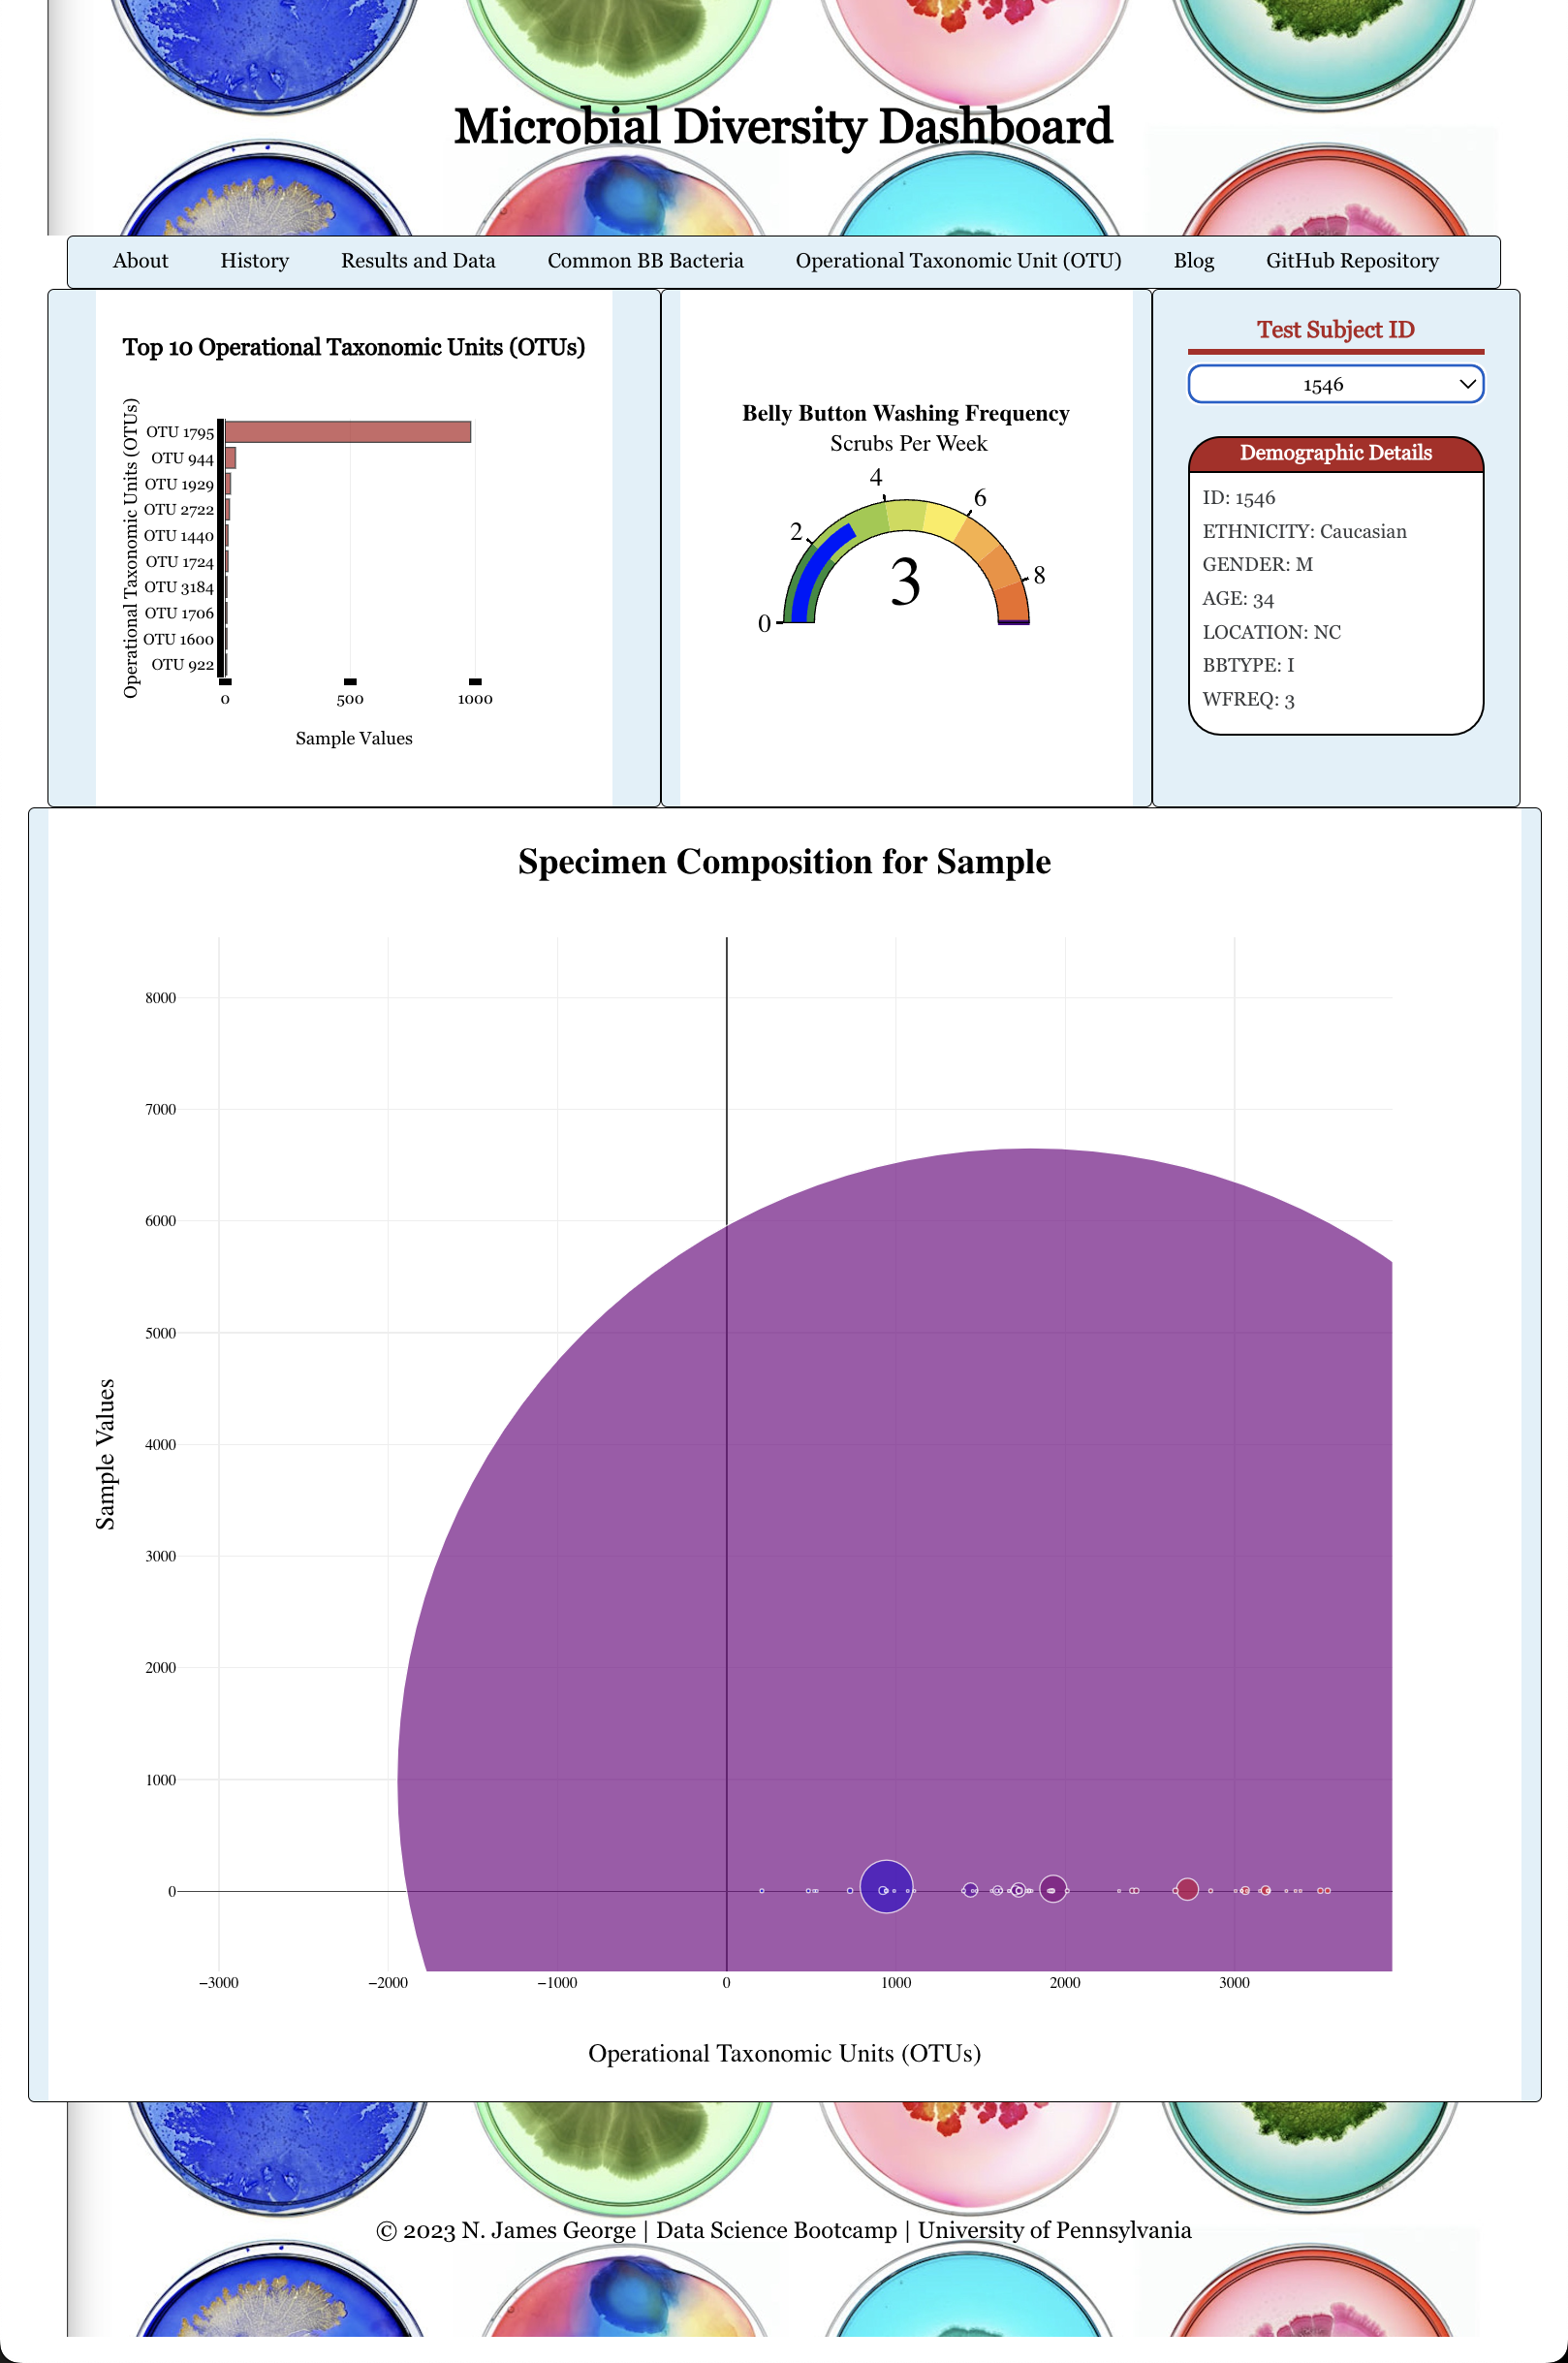 Microbial Diversity Dashboard
About History Results and Data Common BB Bacteria Operational Taxonomic Unit (OTU) Blog GitHub Repository
Top 10 Operational Taxonomic Units (OTUs)
Operational Taxonomic Units (OTUs)
OTU 1795
OTU 944
OTU 1929
OTU 2722
OTU 1440
OTU 1724
OTU 3184
OTU 1706
OTU 1600
OTU 922
0 500 1000
Sample Values
Belly Button Washing Frequency
Scrubs Per Week
0
2
4
6
8
3
Test Subject ID
1546
Demographic Details
ID: 1546
ETHNICITY: Caucasian
GENDER: M
AGE: 34
LOCATION: NC
BBTYPE: I
WFREQ: 3
Specimen Composition for Sample
Sample Values
8000
7000
6000
5000
4000
3000
2000
1000
0
−3000 −2000 −1000 0 1000 2000 3000
Operational Taxonomic Units (OTUs)
© 2023 N. James George | Data Science Bootcamp | University of Pennsylvania